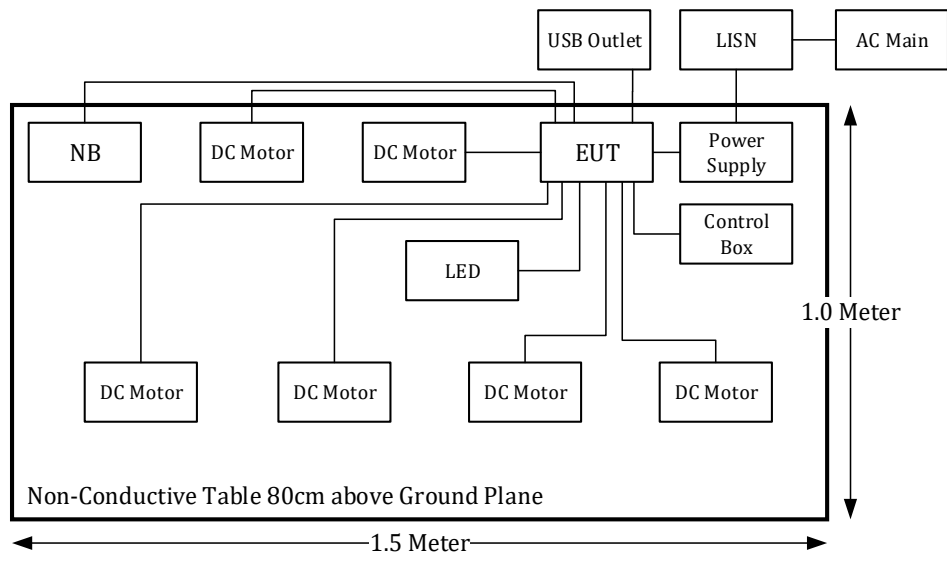 USB Outlet
LISN
AC Main
NB
DC Motor
DC Motor
EUT
Power
Supply
Control
Box
LED
1.0 Meter
DC Motor
DC Motor
DC Motor
DC Motor
Non-Conductive Table 80cm above Ground Plane
1.5 Meter